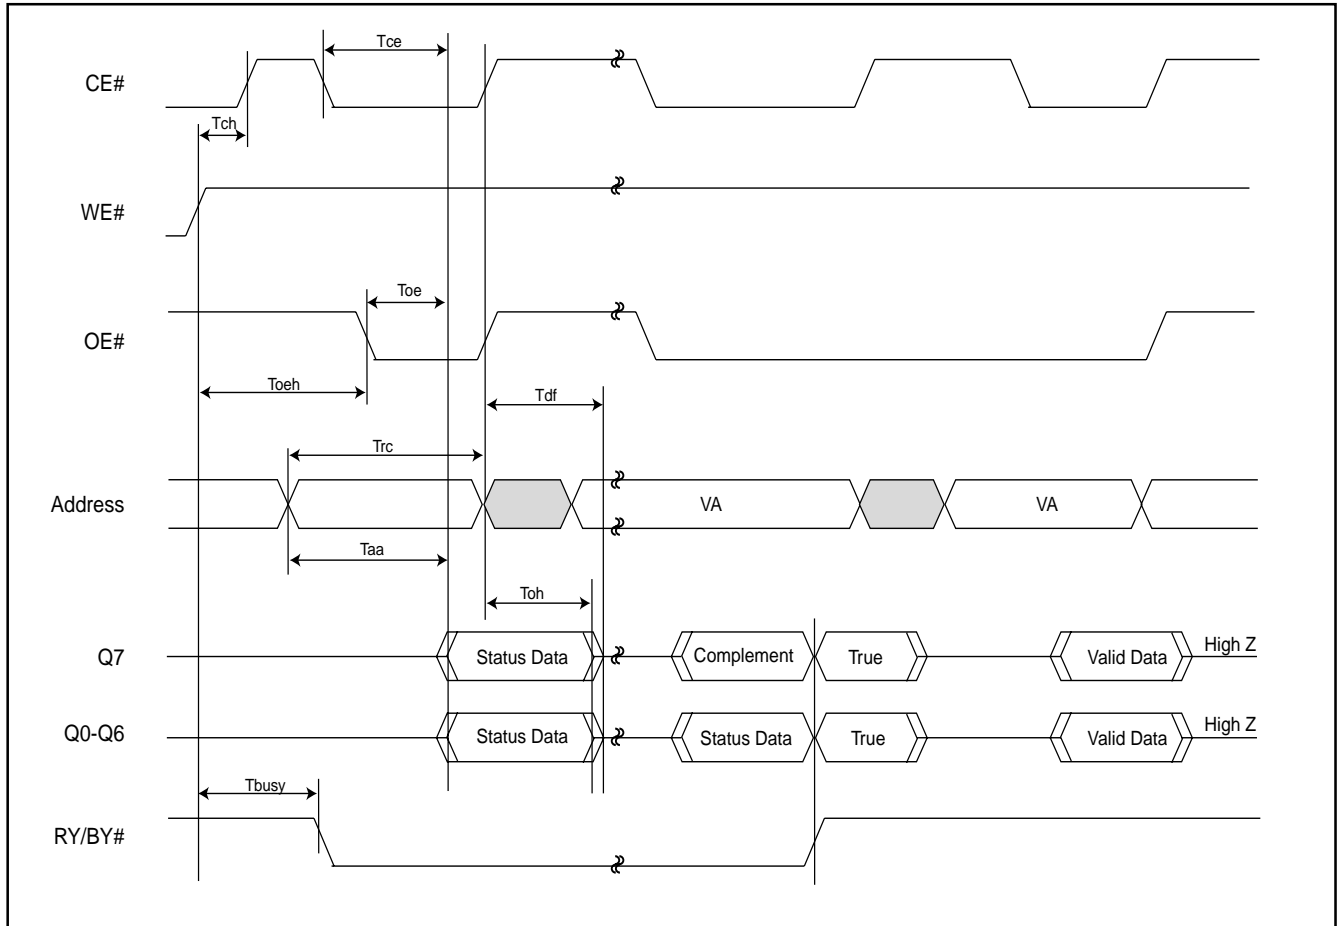 Tce
CE#
Tch
WE#
Toe
OE#
Toeh
Tdf
Trc
Address
VA
VA
Taa
Toh
Q7
Status Data
Complement
True
Valid Data
High Z
Q0-Q6
Status Data
Status Data
True
Valid Data
High Z
Tbusy
RY/BY#